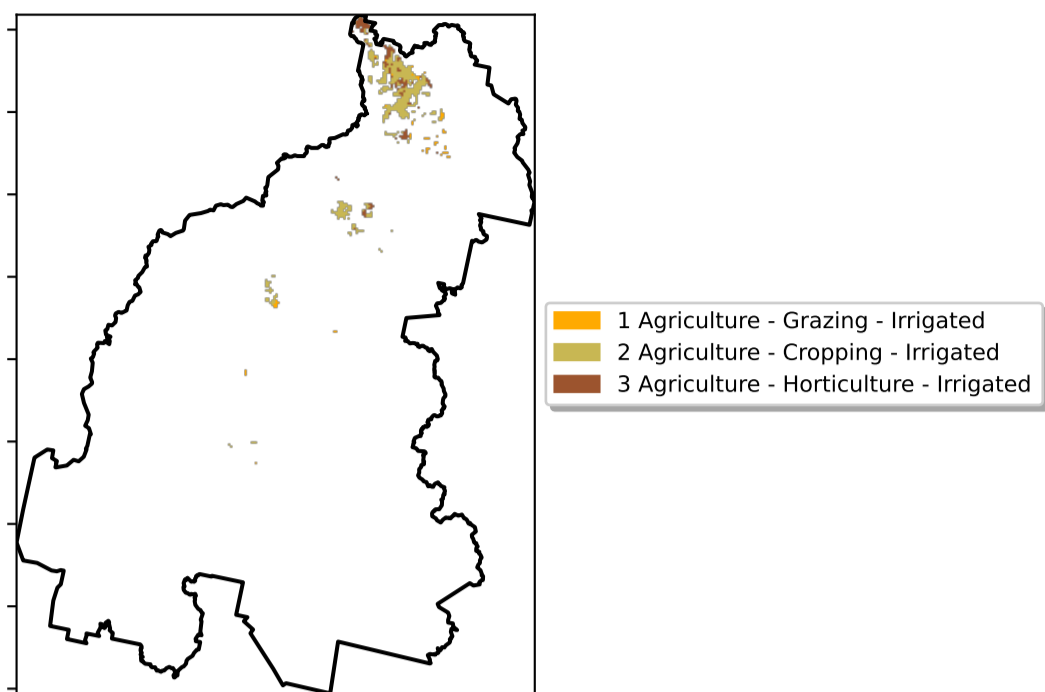 1 Agriculture - Grazing - Irrigated
2 Agriculture - Cropping - Irrigated
3 Agriculture - Horticulture - Irrigated